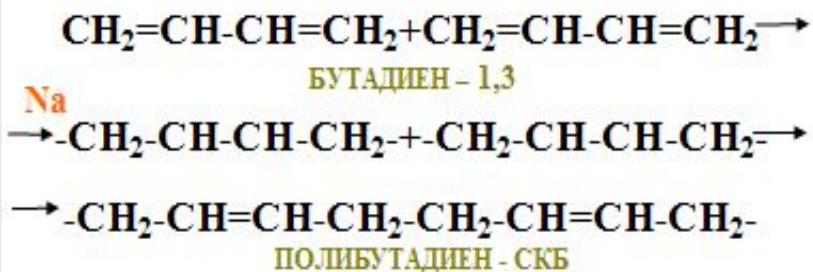 CH₂=CH-CH=CH₂+CH₂=CH-CH=CH₂→
БУТАДИЕН – 1,3
Na
→-CH₂-CH-CH-CH₂-+-CH₂-CH-CH-CH₂-→
→-CH₂-CH=CH-CH₂-CH₂-CH=CH-CH₂-
ПОЛИБУТАДИЕН - СКБ